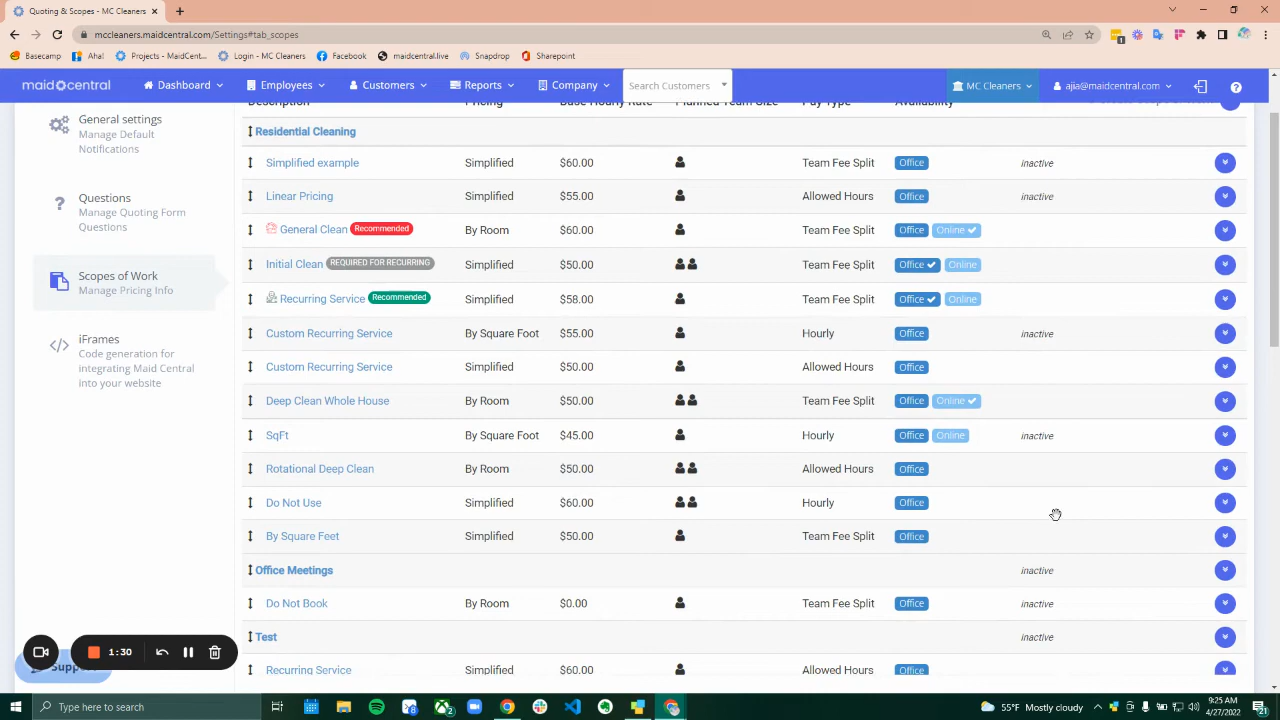 Quoting & Scopes - MC Cleaners
mccleaners.maidcentral.com/Settings#tab_scopes
Basecamp
Aha!
Projects - MaidCent...
Login - MC Cleaners
Facebook
maidcentral.live
Snapdrop
Sharepoint
maidcentral
Dashboard
Employees
Customers
Reports
Company
Search Customers
MC Cleaners
ajia@maidcentral.com
Description Pricing Base Hourly Rate Planned Team Size Pay Type Availability
General settings
Manage Default
Notifications
Questions
Manage Quoting Form
Questions
Scopes of Work
Manage Pricing Info
iFrames
Code generation for
integrating Maid Central
into your website
Residential Cleaning
Simplified example Simplified $60.00 Team Fee Split Office inactive
Linear Pricing Simplified $55.00 Allowed Hours Office inactive
General Clean Recommended By Room $60.00 Team Fee Split Office Online
Initial Clean REQUIRED FOR RECURRING Simplified $50.00 Team Fee Split Office Online
Recurring Service Recommended Simplified $58.00 Team Fee Split Office Online
Custom Recurring Service By Square Foot $55.00 Hourly Office inactive
Custom Recurring Service Simplified $50.00 Allowed Hours Office
Deep Clean Whole House By Room $50.00 Team Fee Split Office Online
SqFt By Square Foot $45.00 Hourly Office Online inactive
Rotational Deep Clean By Room $50.00 Allowed Hours Office
Do Not Use Simplified $60.00 Hourly Office
By Square Feet Simplified $50.00 Team Fee Split Office
Office Meetings inactive
Do Not Book By Room $0.00 Team Fee Split Office
Test inactive
Recurring Service Simplified $60.00 Allowed Hours Office
1:30
Support
Type here to search
55°F Mostly cloudy
9:25 AM
4/27/2022
21